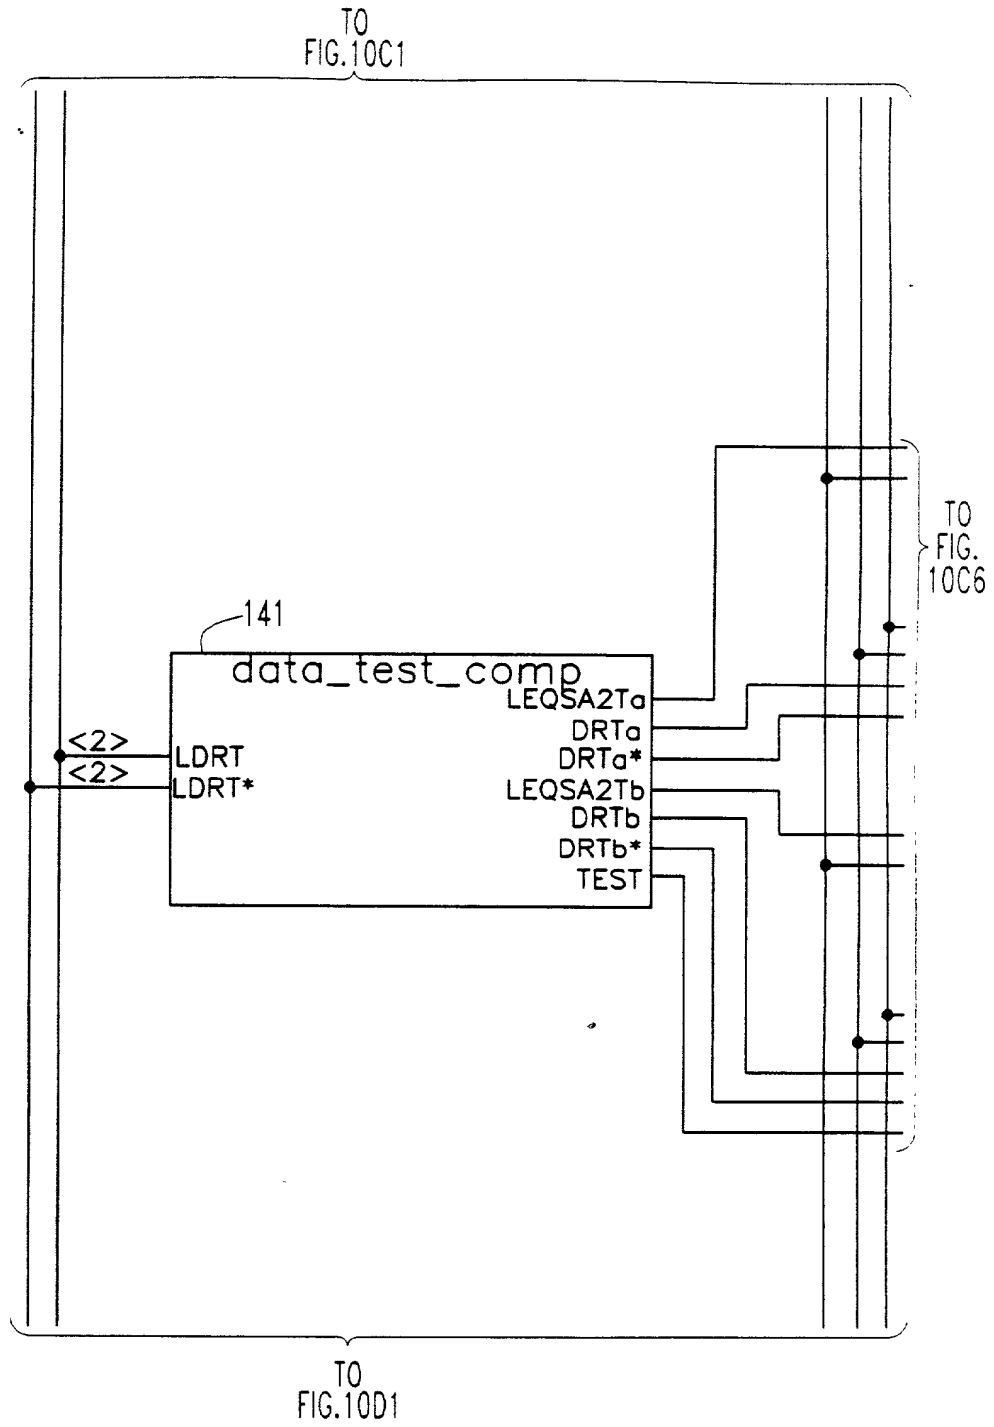 TO
FIG.10C1
TO
FIG.
10C6
141
data_test_comp
LEQSA2Ta
DRTa
<2>
LDRT
DRTa*
<2>
LDRT*
LEQSA2Tb
DRTb
DRTb*
TEST
TO
FIG.10D1